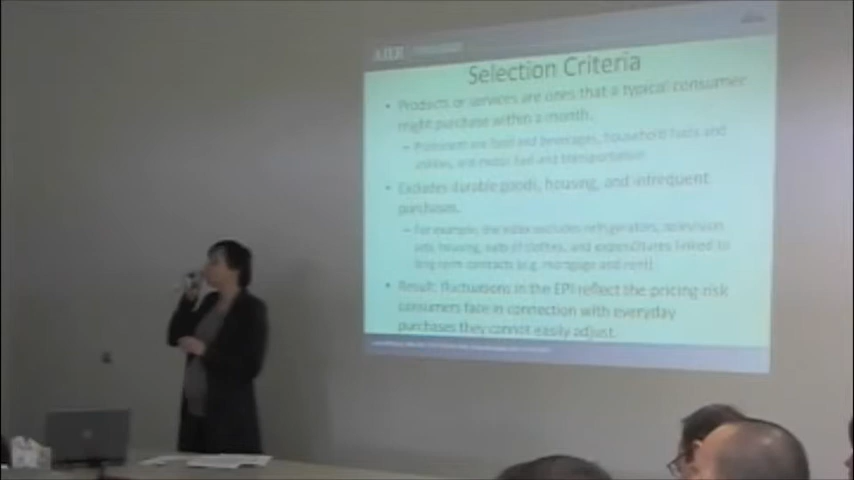 AIER
Selection Criteria
• Products or services are ones that a typical consumer
might purchase within a month.
– Prominent are food and beverages, household fuels and
utilities, and motor fuel and transportation
• Excludes durable goods, housing, and infrequent
purchases.
– For example, the index excludes refrigerators, television
sets, housing, suits of clothes, and expenditures linked to
long-term contracts (e.g. mortgage and rent).
• Result: fluctuations in the EPI reflect the pricing risk
consumers face in connection with everyday
purchases they cannot easily adjust.